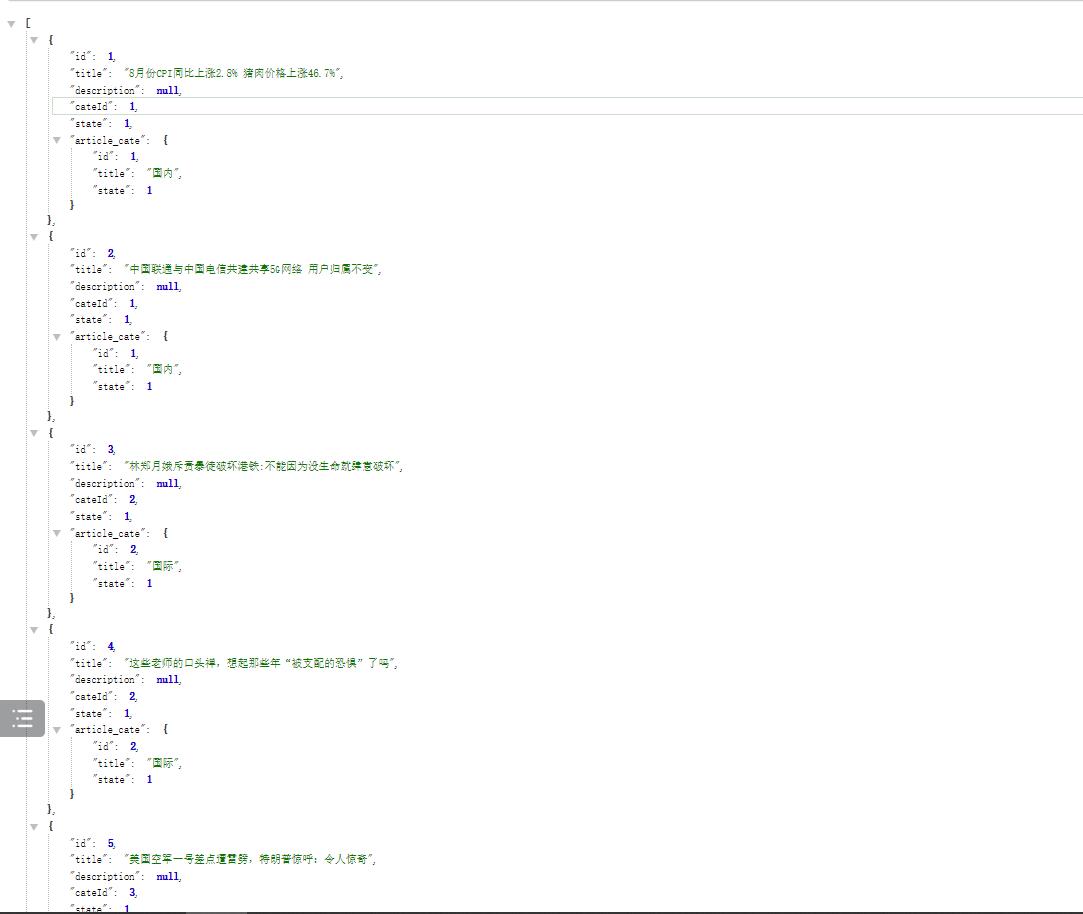 [
{
"id": 1,
"title": "8月份CPI同比上涨2.8% 猪肉价格上涨46.7%",
"description": null,
"cateId": 1,
"state": 1,
"article_cate": {
"id": 1,
"title": "国内",
"state": 1
}
},
{
"id": 2,
"title": "中国联通与中国电信共建共享5G网络 用户归属不变",
"description": null,
"cateId": 1,
"state": 1,
"article_cate": {
"id": 1,
"title": "国内",
"state": 1
}
},
{
"id": 3,
"title": "林郑月娥斥责暴徒破坏港铁:不能因为没生命就肆意破坏",
"description": null,
"cateId": 2,
"state": 1,
"article_cate": {
"id": 2,
"title": "国际",
"state": 1
}
},
{
"id": 4,
"title": "这些老师的口头禅，想起那些年“被支配的恐惧”了吗",
"description": null,
"cateId": 2,
"state": 1,
"article_cate": {
"id": 2,
"title": "国际",
"state": 1
}
},
{
"id": 5,
"title": "美国空军一号差点遭雷劈，特朗普惊呼：令人惊奇",
"description": null,
"cateId": 3,
"state": 1